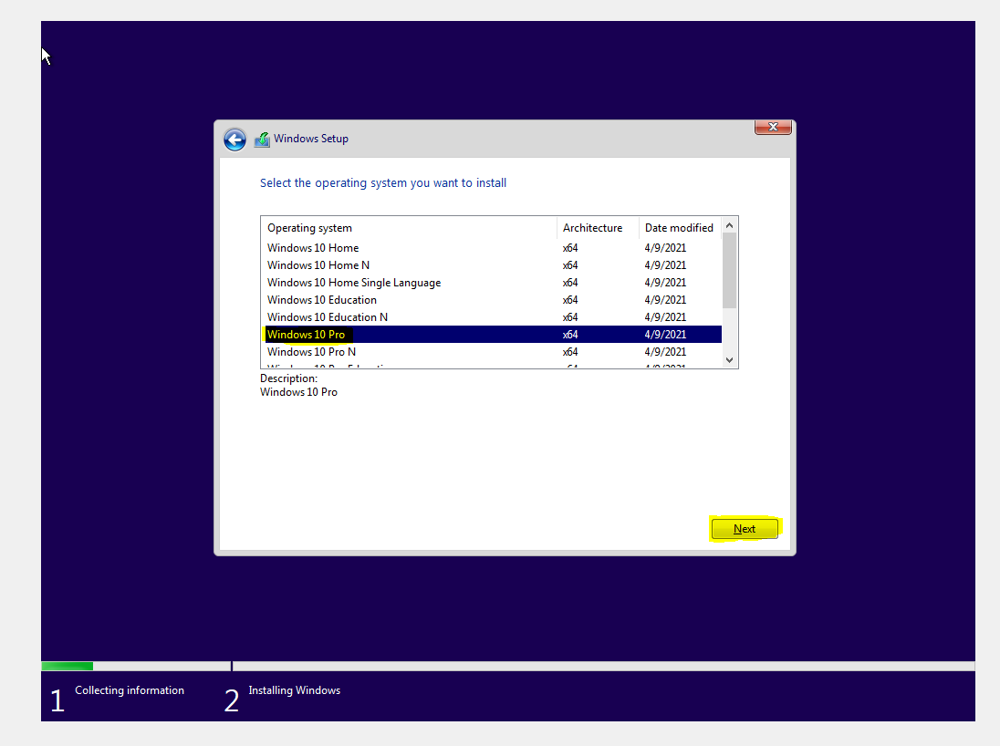 Windows Setup
Select the operating system you want to install
Operating system Architecture Date modified
Windows 10 Home x64 4/9/2021
Windows 10 Home N x64 4/9/2021
Windows 10 Home Single Language x64 4/9/2021
Windows 10 Education x64 4/9/2021
Windows 10 Education N x64 4/9/2021
Windows 10 Pro x64 4/9/2021
Windows 10 Pro N x64 4/9/2021
Description:
Windows 10 Pro
Next
1 Collecting information 2 Installing Windows